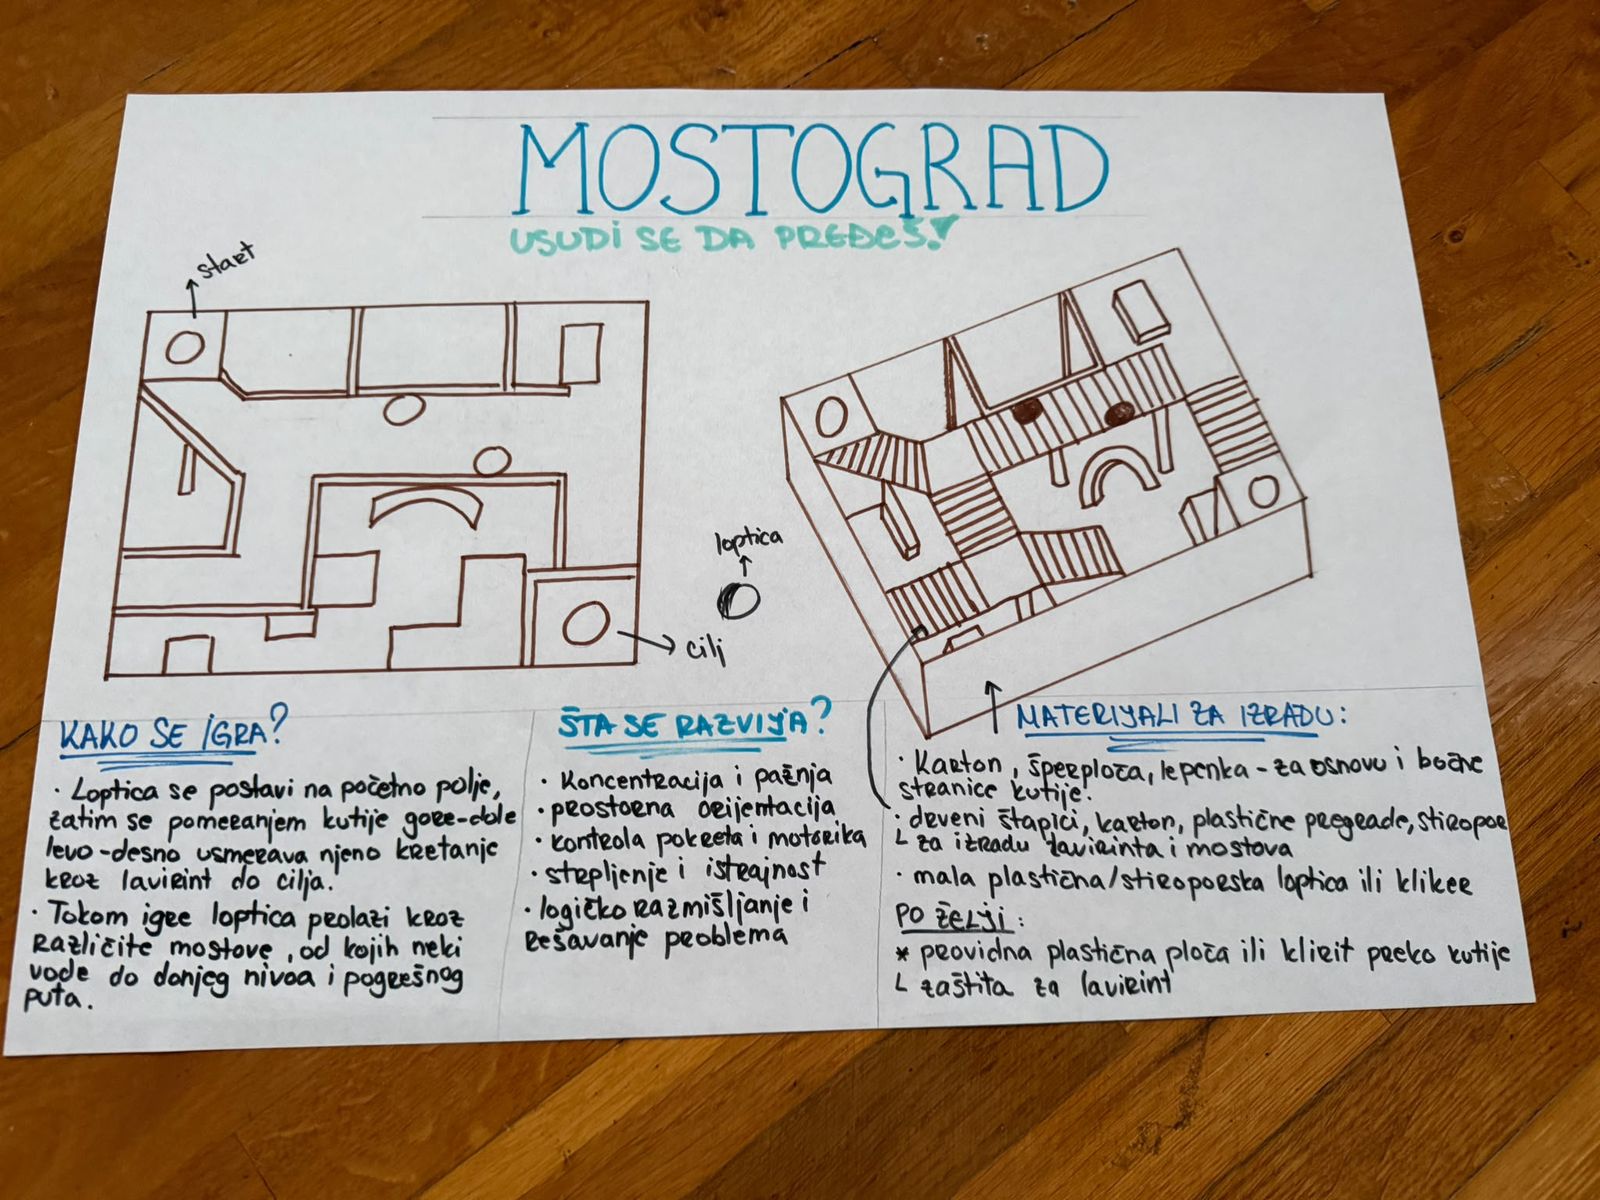 MOSTOGRAD
USUDI SE DA PREĐEŠ!
start
loptica
cilj
KAKO SE IGRA?
• Loptica se postavi na početno polje,
zatim se pomeranjem kutije gore-dole
levo-desno usmerava njeno kretanje
kroz lavirint do cilja.
• Tokom igre loptica prolazi kroz
različite mostove, od kojih neki
vode do donjeg nivoa i pogrešnog
puta.
ŠTA SE RAZVIJA?
• Koncentracija i pažnja
• prostorna orijentacija
• kontrola pokreta i motorika
• strpljenje i istrajnost
• logičko razmišljanje i
rešavanje problema
MATERIJALI ZA IZRADU:
• Karton, šperploča, lepenka - za osnovu i bočne
stranice kutije.
• drveni štapići, karton, plastične pregrade, stiropor
└ za izradu lavirinta i mostova
• mala plastična/stiroporska loptica ili kliker
PO ŽELJI:
* providna plastična ploča ili klirit preko kutije
└ zaštita za lavirint